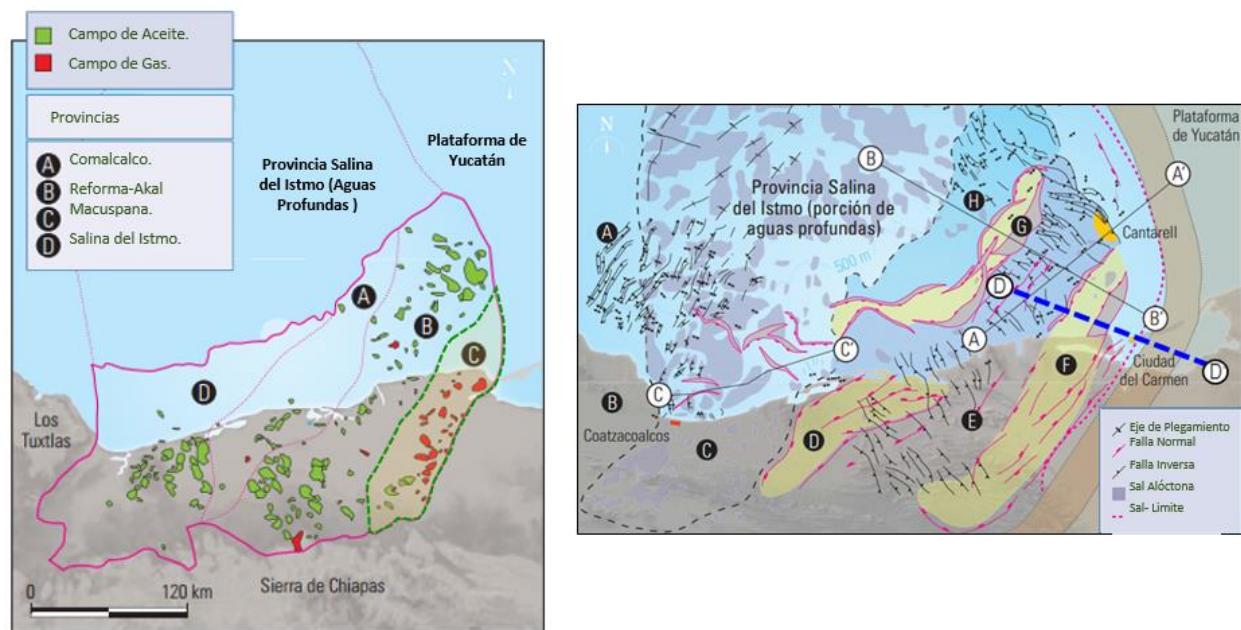 Campo de Aceite.
Campo de Gas.
Provincias
A Comalcalco.
B Reforma-Akal
C Macuspana.
D Salina del Istmo.
N
Provincia Salina
del Istmo (Aguas
Profundas )
Plataforma de
Yucatán
A
B
C
D
Los
Tuxtlas
Sierra de Chiapas
0
120 km
N
Plataforma
de Yucatán
B
A'
Provincia Salina
del Istmo (porción de
aguas profundas)
H
A
G
Cantarell
500 m
D
B'
C'
A
Ciudad
del Carmen
D
F
C
B
Coatzacoalcos
C
D
E
Eje de Plegamiento
Falla Normal
Falla Inversa
Sal Alóctona
Sal- Limite